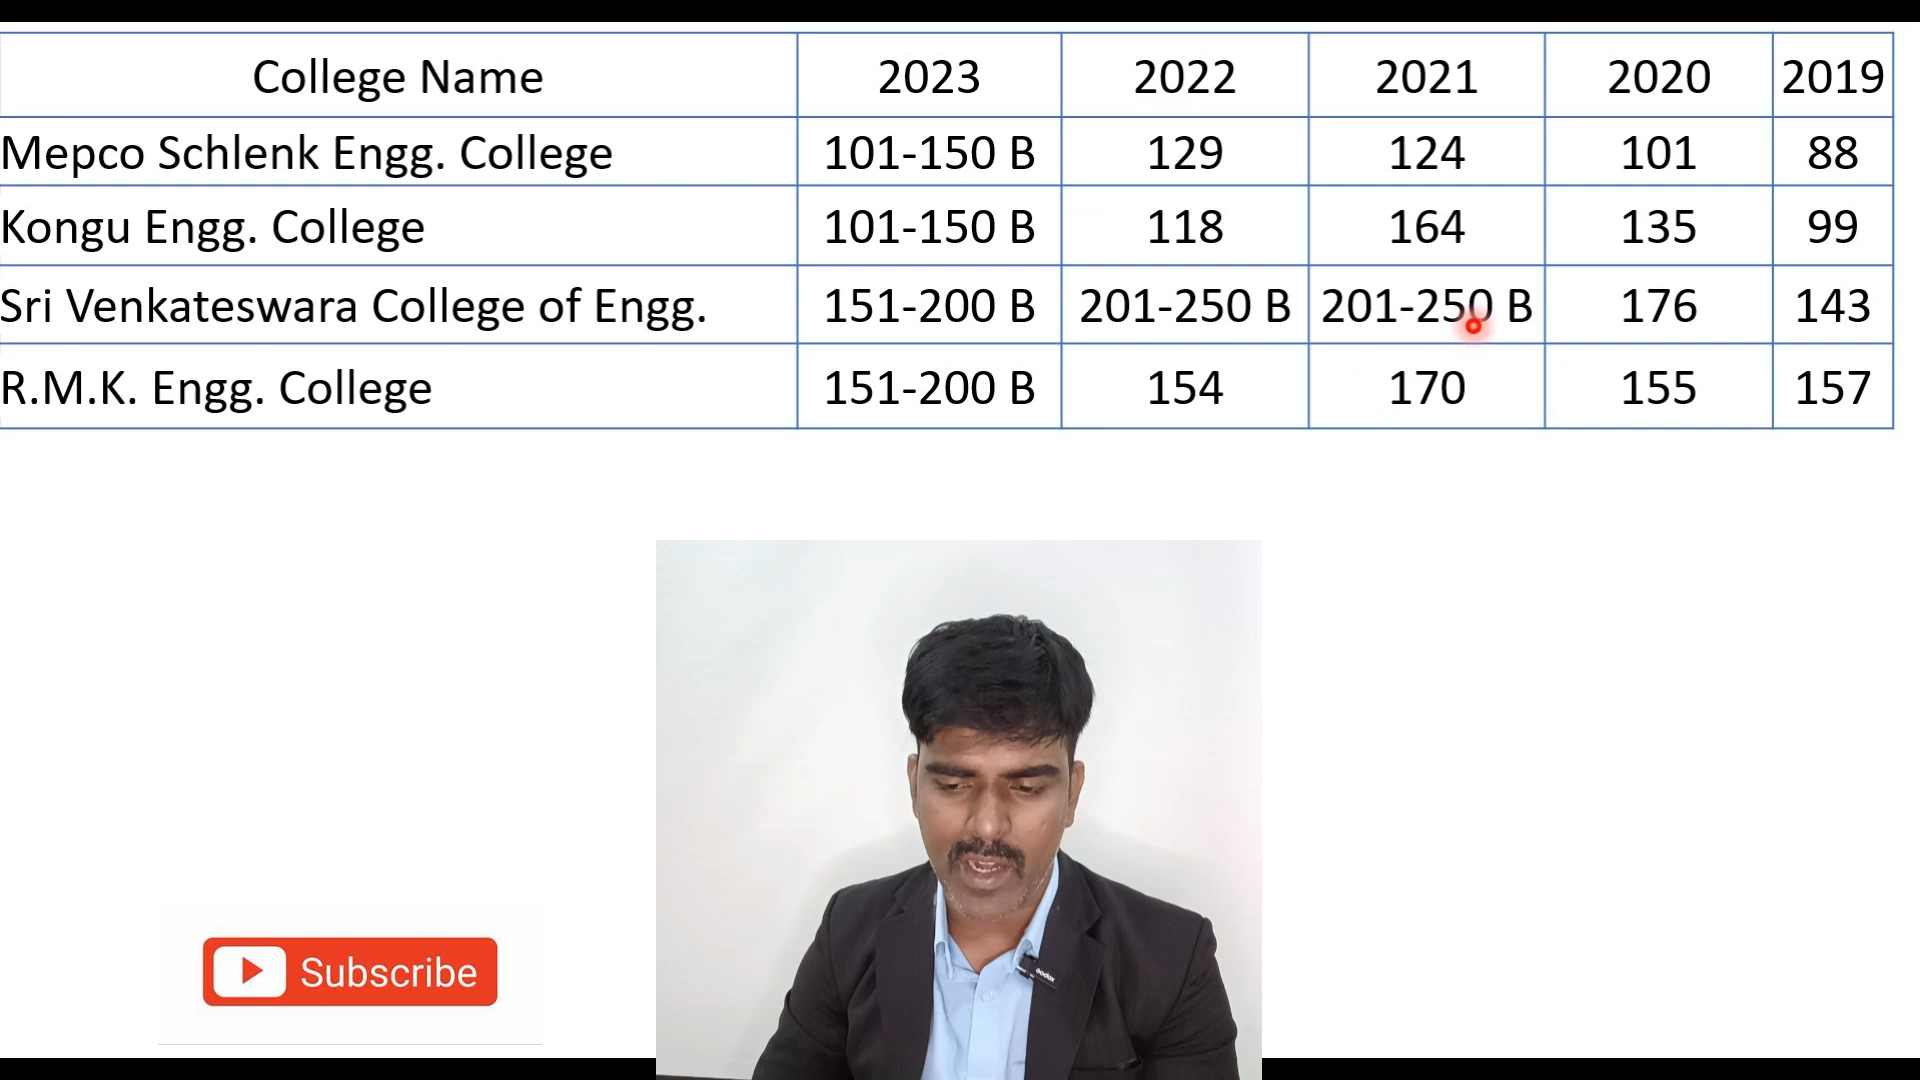 College Name 2023 2022 2021 2020 2019
Mepco Schlenk Engg. College 101-150 B 129 124 101 88
Kongu Engg. College 101-150 B 118 164 135 99
Sri Venkateswara College of Engg. 151-200 B 201-250 B 201-250 B 176 143
R.M.K. Engg. College 151-200 B 154 170 155 157
Godox
Subscribe